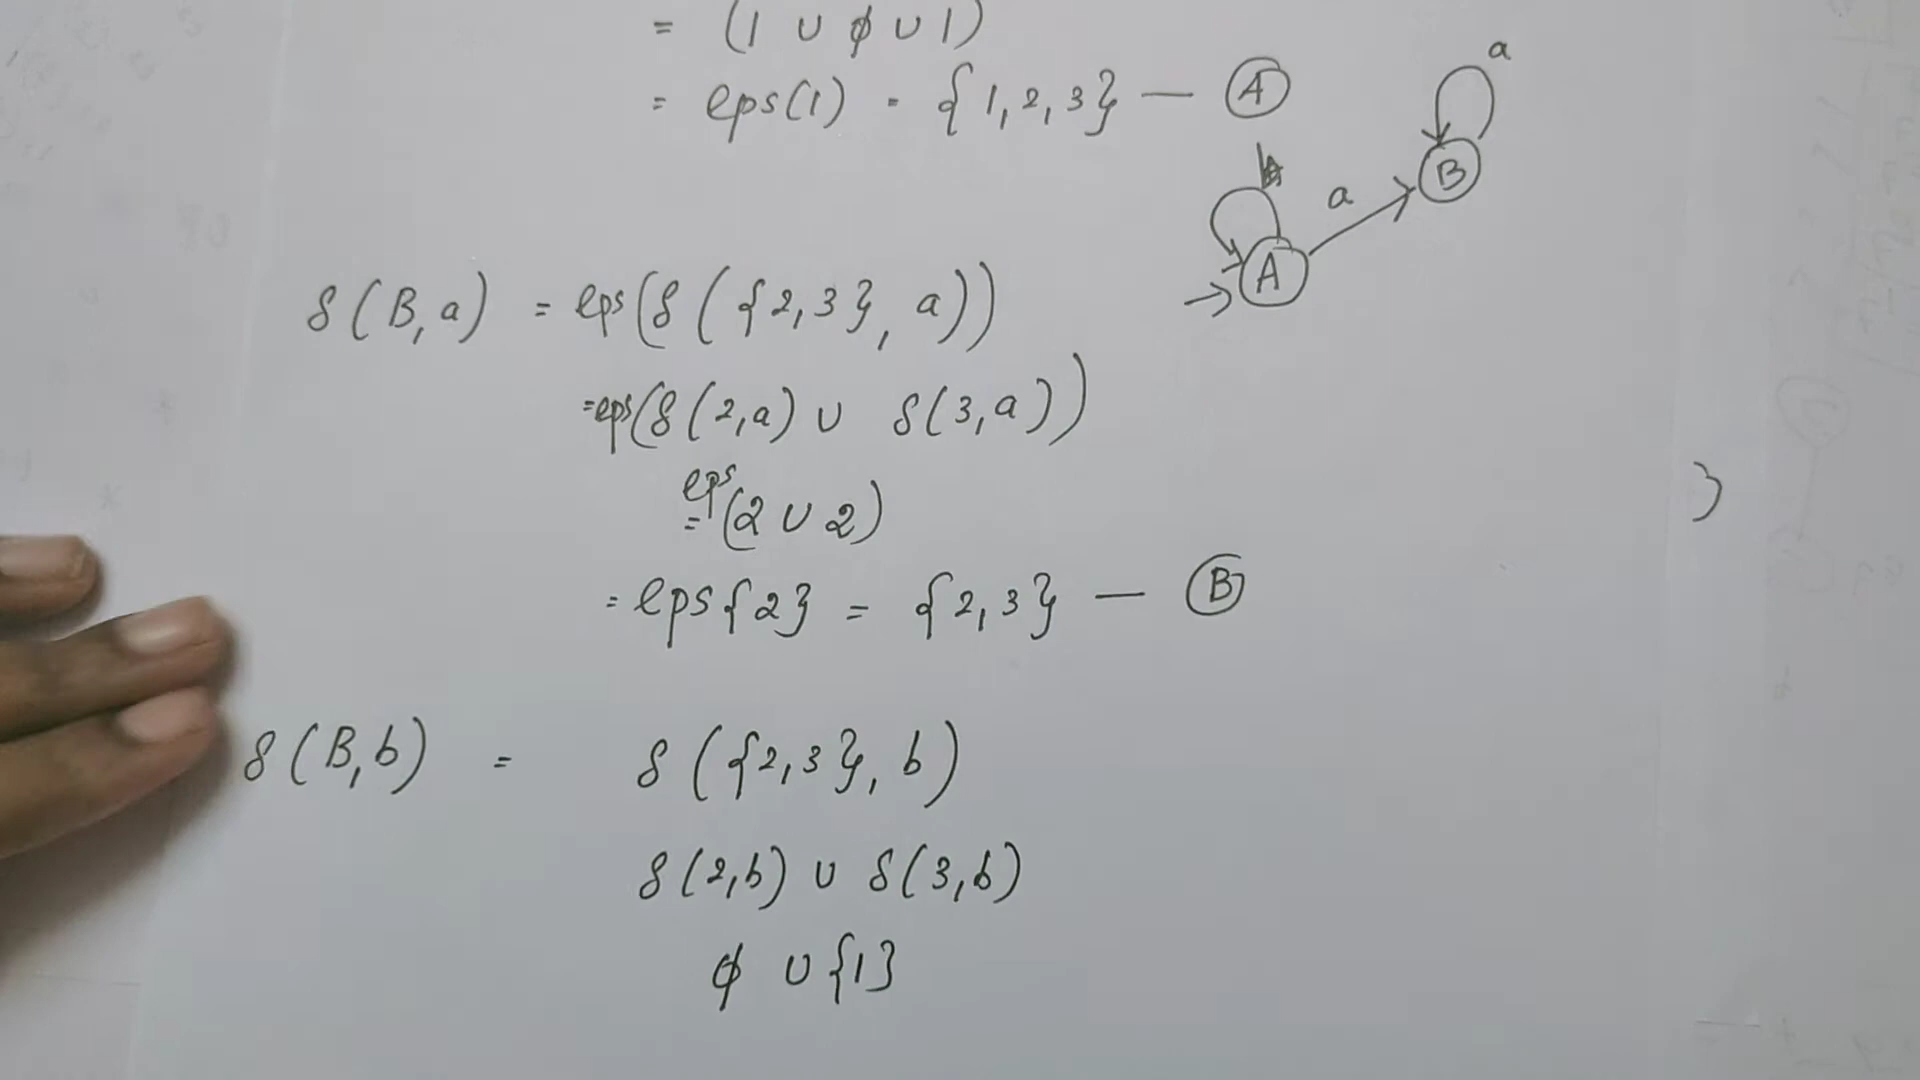 = (1 ∪ ϕ ∪ 1)
= eps(1) = {1, 2, 3} — A
a
b
a
B
A
δ(B, a) = eps(δ({2, 3}, a))
= eps(δ(2, a) ∪ δ(3, a))
= eps(2 ∪ 2)
= eps{2} = {2, 3} — B
δ(B, b) = δ({2, 3}, b)
δ(2, b) ∪ δ(3, b)
ϕ ∪ {1}